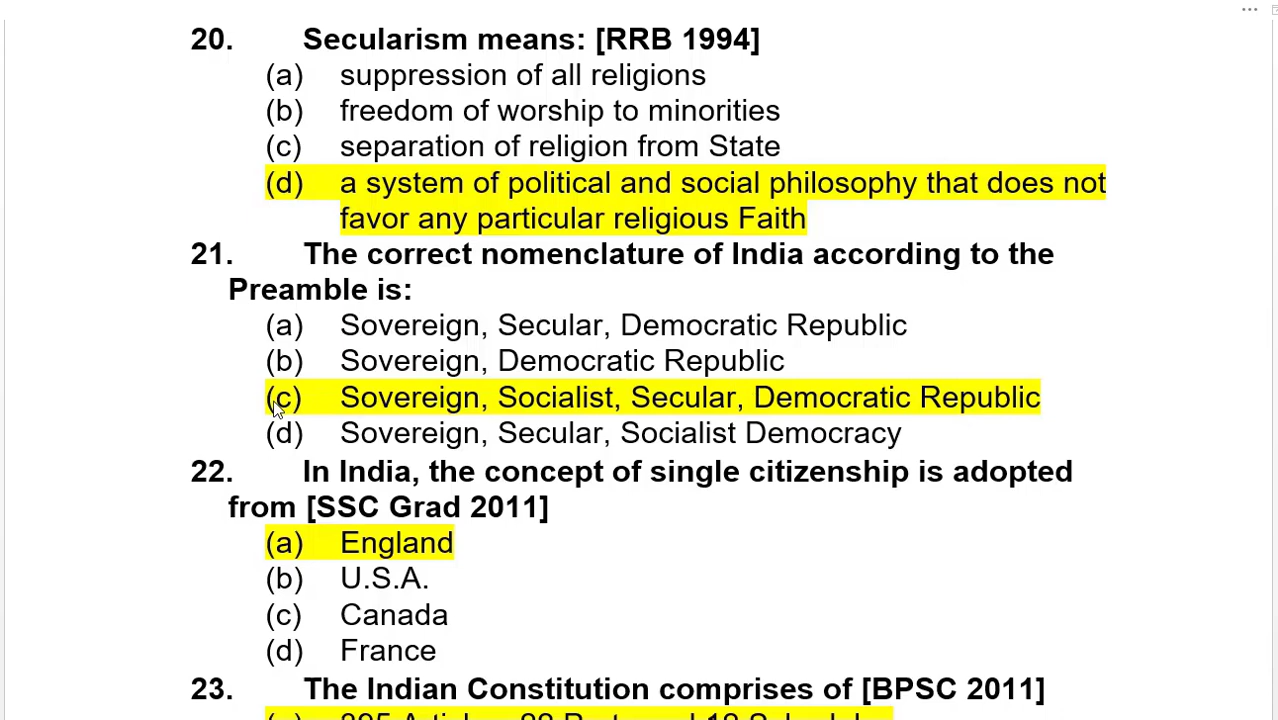 20. Secularism means: [RRB 1994]
(a) suppression of all religions
(b) freedom of worship to minorities
(c) separation of religion from State
(d) a system of political and social philosophy that does not
favor any particular religious Faith
21. The correct nomenclature of India according to the
Preamble is:
(a) Sovereign, Secular, Democratic Republic
(b) Sovereign, Democratic Republic
(c) Sovereign, Socialist, Secular, Democratic Republic
(d) Sovereign, Secular, Socialist Democracy
22. In India, the concept of single citizenship is adopted
from [SSC Grad 2011]
(a) England
(b) U.S.A.
(c) Canada
(d) France
23. The Indian Constitution comprises of [BPSC 2011]